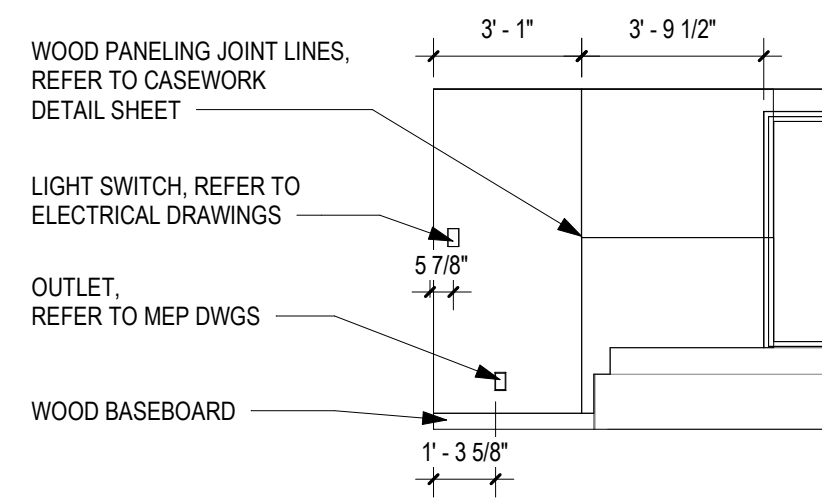 3' - 1"
3' - 9 1/2"
WOOD PANELING JOINT LINES,
REFER TO CASEWORK
DETAIL SHEET
LIGHT SWITCH, REFER TO
ELECTRICAL DRAWINGS
5 7/8"
OUTLET,
REFER TO MEP DWGS
WOOD BASEBOARD
1' - 3 5/8"